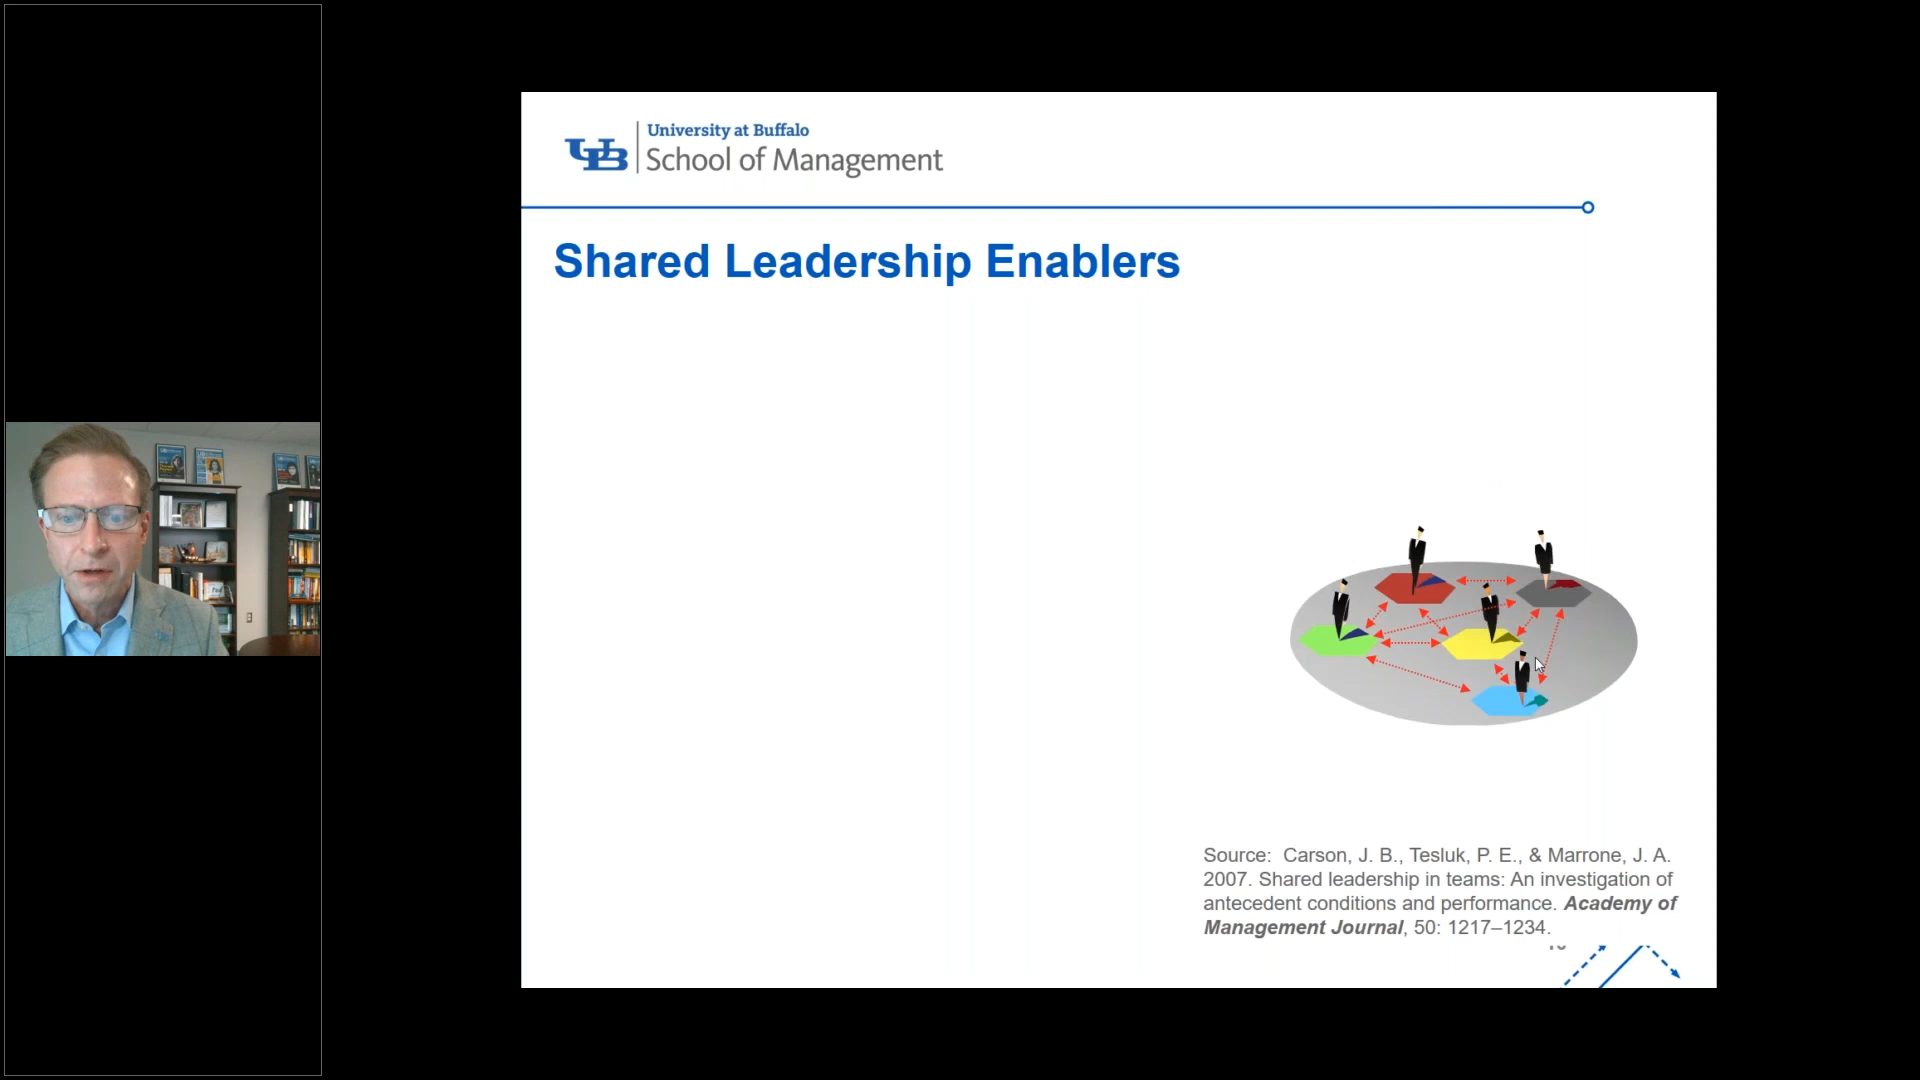 University at Buffalo
UB School of Management
Shared Leadership Enablers
Source: Carson, J. B., Tesluk, P. E., & Marrone, J. A.
2007. Shared leadership in teams: An investigation of
antecedent conditions and performance. Academy of
Management Journal, 50: 1217–1234.